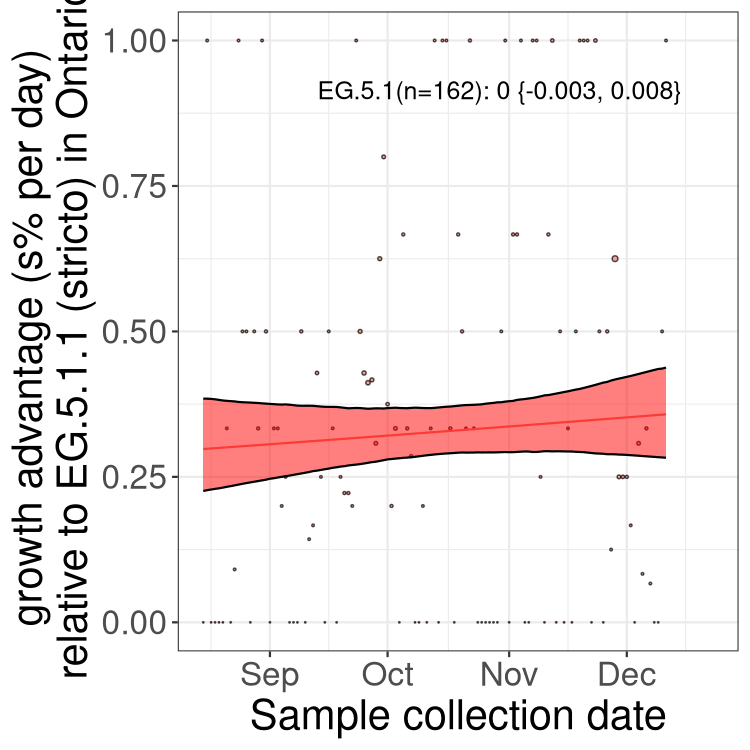 growth advantage (s% per day)
relative to EG.5.1.1 (stricto) in Ontario
1.00
0.75
0.50
0.25
0.00
EG.5.1(n=162): 0 {-0.003, 0.008}
Sep Oct Nov Dec
Sample collection date